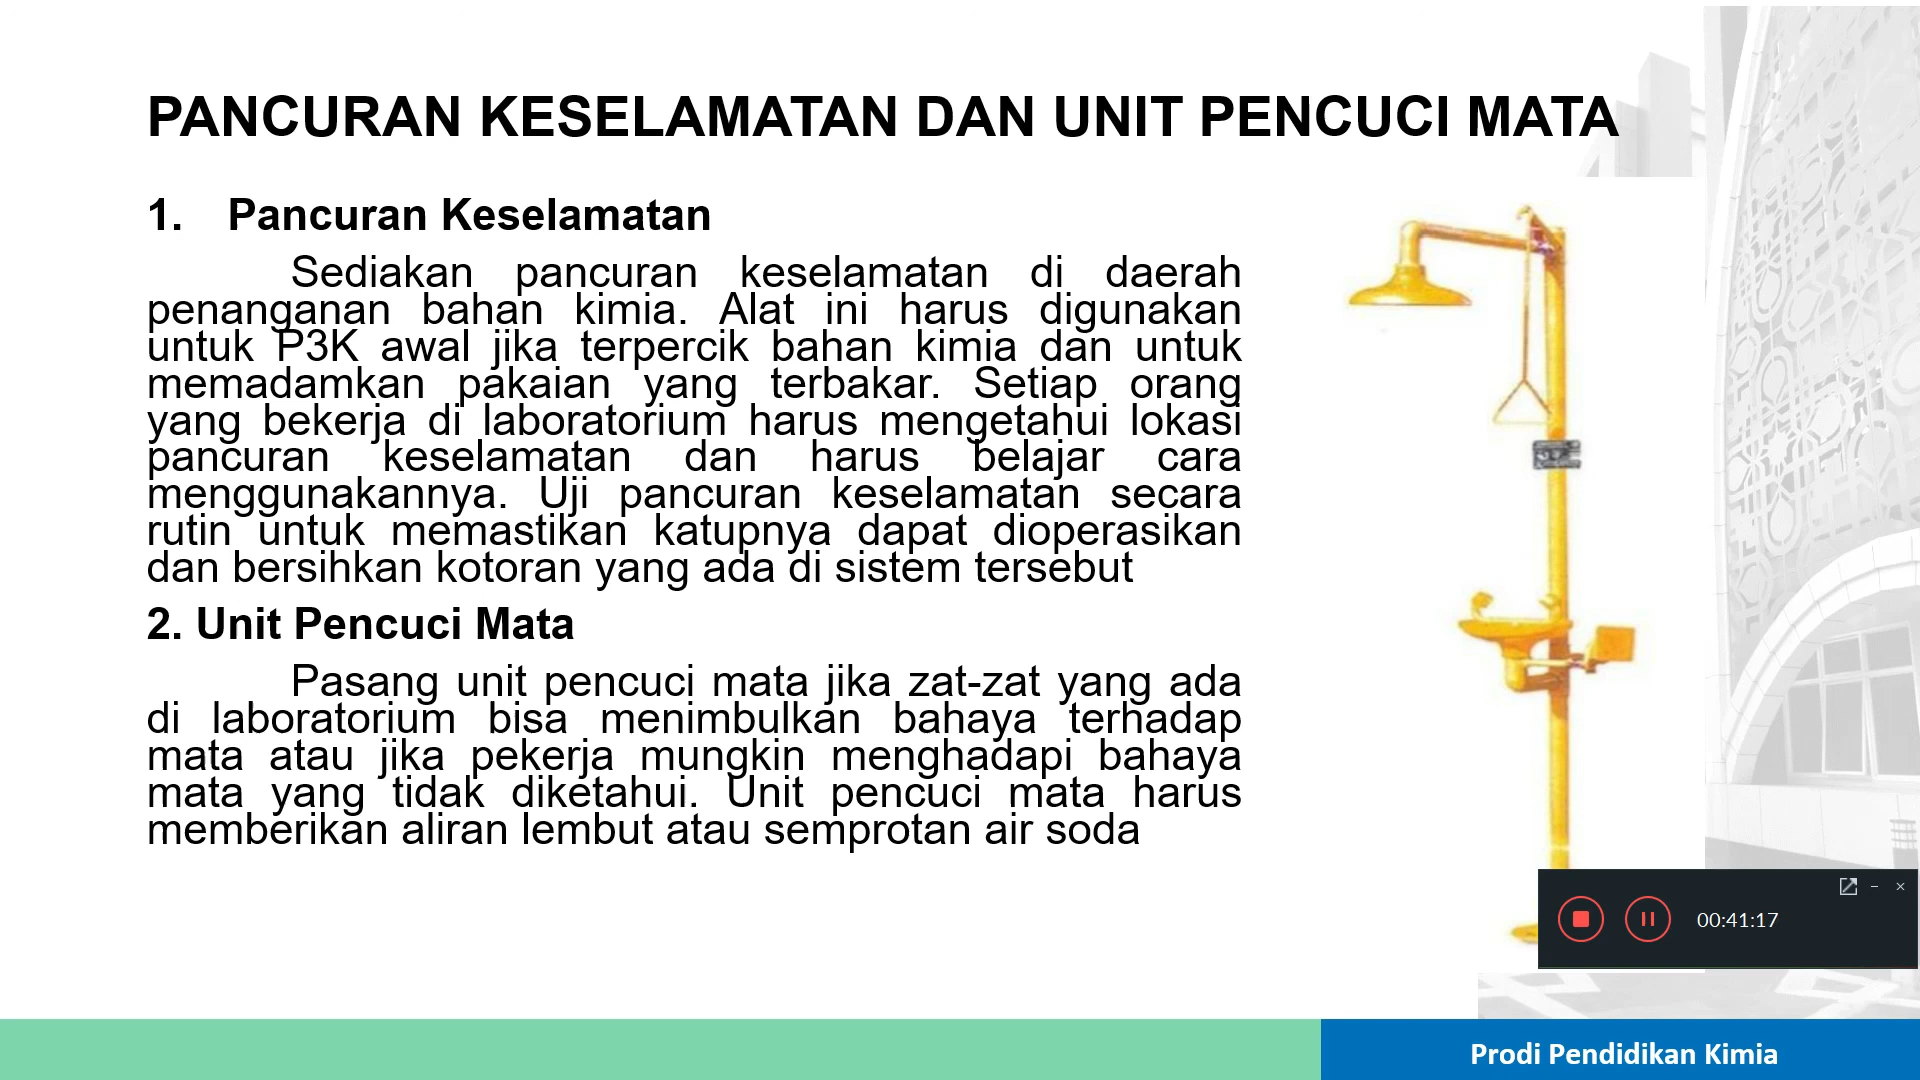 PANCURAN KESELAMATAN DAN UNIT PENCUCI MATA
1. Pancuran Keselamatan
Sediakan pancuran keselamatan di daerah
penanganan bahan kimia. Alat ini harus digunakan
untuk P3K awal jika terpercik bahan kimia dan untuk
memadamkan pakaian yang terbakar. Setiap orang
yang bekerja di laboratorium harus mengetahui lokasi
pancuran keselamatan dan harus belajar cara
menggunakannya. Uji pancuran keselamatan secara
rutin untuk memastikan katupnya dapat dioperasikan
dan bersihkan kotoran yang ada di sistem tersebut
2. Unit Pencuci Mata
Pasang unit pencuci mata jika zat-zat yang ada
di laboratorium bisa menimbulkan bahaya terhadap
mata atau jika pekerja mungkin menghadapi bahaya
mata yang tidak diketahui. Unit pencuci mata harus
memberikan aliran lembut atau semprotan air soda
00:41:17
Prodi Pendidikan Kimia